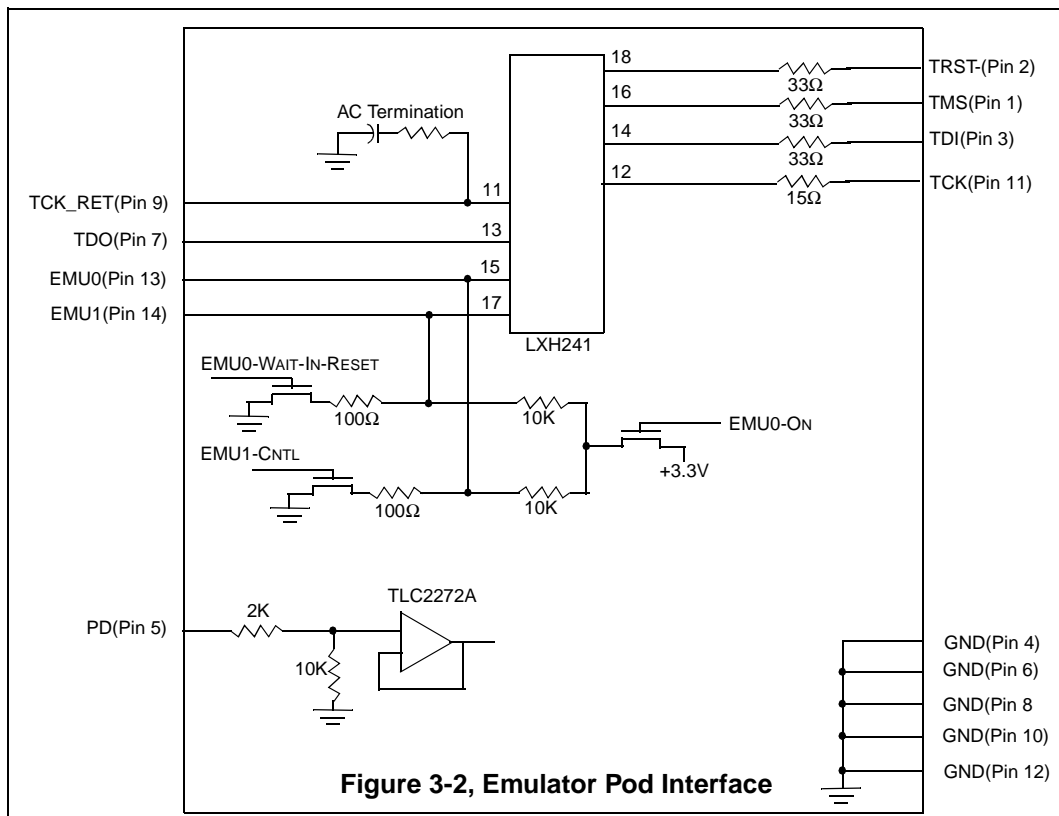 18
TRST-(Pin 2)
33Ω
16
TMS(Pin 1)
33Ω
AC Termination
14
TDI(Pin 3)
33Ω
12
TCK(Pin 11)
15Ω
TCK_RET(Pin 9)
11
TDO(Pin 7)
13
EMU0(Pin 13)
15
EMU1(Pin 14)
17
LXH241
EMU0-WAIT-IN-RESET
100Ω
10K
EMU0-ON
+3.3V
EMU1-CNTL
100Ω
10K
TLC2272A
PD(Pin 5)
2K
10K
GND(Pin 4)
GND(Pin 6)
GND(Pin 8
GND(Pin 10)
GND(Pin 12)
Figure 3-2, Emulator Pod Interface